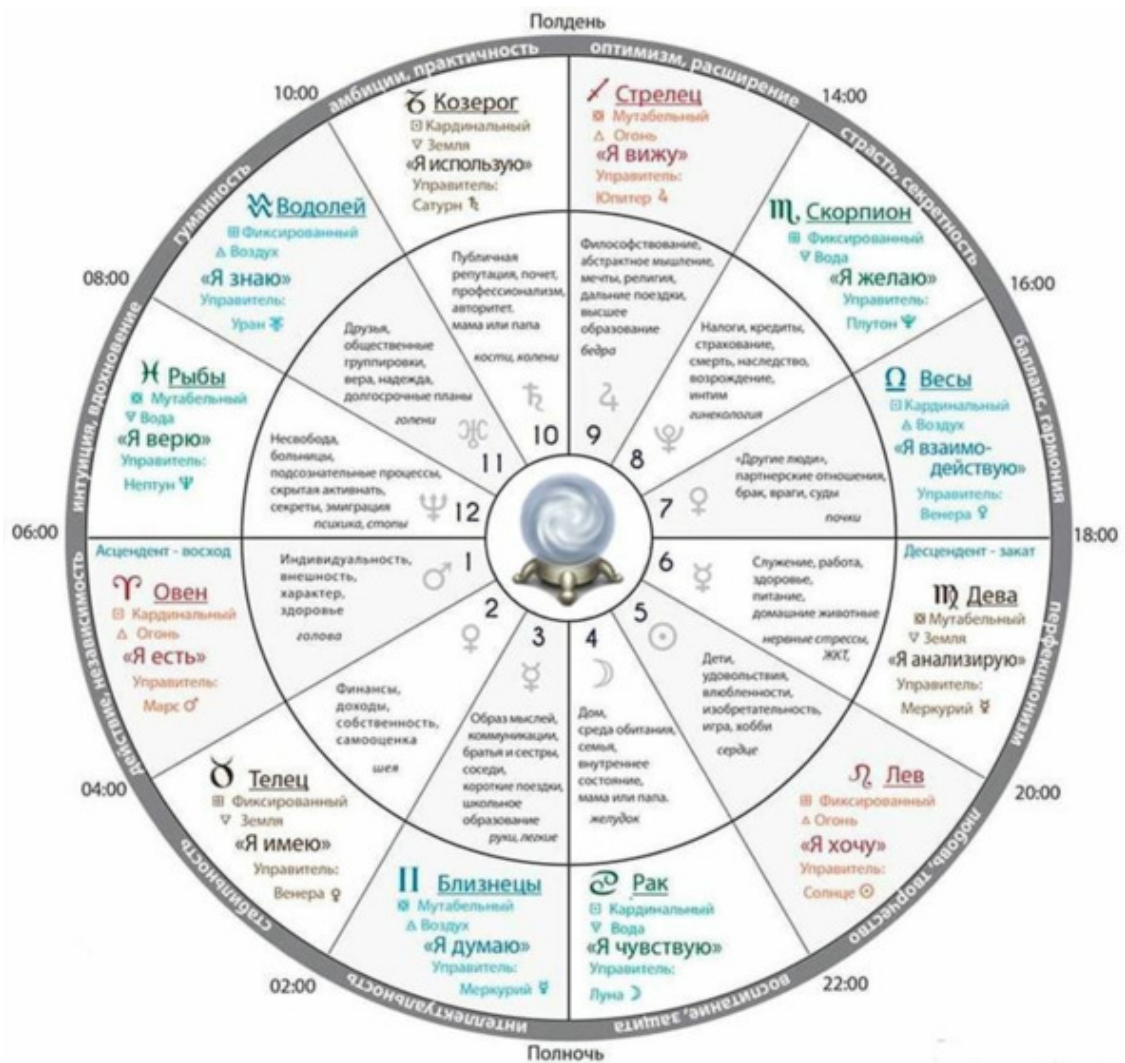 Полдень
10:00
14:00
08:00
16:00
06:00
18:00
04:00
20:00
02:00
22:00
Полночь
амбиции, практичность
оптимизм, расширение
страсть, секретность
балланс, гармония
перфекционизм
любовь, творчество
воспитание, защита
интеллектуальность
стабильность
действие, независимость
интуиция, вдохновение
гуманность
♑ Козерог
Кардинальный
Земля
«Я использую»
Управитель:
Сатурн ♄
♐ Стрелец
Мутабельный
Огонь
«Я вижу»
Управитель:
Юпитер ♃
♏ Скорпион
Фиксированный
Вода
«Я желаю»
Управитель:
Плутон
♎ Весы
Кардинальный
Воздух
«Я взаимо-
действую»
Управитель:
Венера ♀
Десцендент - закат
♍ Дева
Мутабельный
Земля
«Я анализирую»
Управитель:
Меркурий ☿
♌ Лев
Фиксированный
Огонь
«Я хочу»
Управитель:
Солнце ☉
♋ Рак
Кардинальный
Вода
«Я чувствую»
Управитель:
Луна ☽
♊ Близнецы
Мутабельный
Воздух
«Я думаю»
Управитель:
Меркурий ☿
♉ Телец
Фиксированный
Земля
«Я имею»
Управитель:
Венера ♀
Асцендент - восход
♈ Овен
Кардинальный
Огонь
«Я есть»
Управитель:
Марс ♂
♓ Рыбы
Мутабельный
Вода
«Я верю»
Управитель:
Нептун ♆
♒ Водолей
Фиксированный
Воздух
«Я знаю»
Управитель:
Уран
Публичная
репутация, почет,
профессионализм,
авторитет.
мама или папа
кости, колени
10
Философствование,
абстрактное мышление,
мечты, религия,
дальние поездки,
высшее
образование
бедра
9
Налоги, кредиты,
страхование,
смерть, наследство,
возрождение,
интим
гинекология
8
«Другие люди»,
партнерские отношения,
брак, враги, суды
почки
7
Служение, работа,
здоровье,
питание,
домашние животные
нервные стрессы,
ЖКТ,
6
Дети,
удовольствия,
влюбленности,
изобретательность,
игра, хобби
сердце
5
Дом,
среда обитания,
семья,
внутреннее
состояние,
мама или папа.
желудок
4
Образ мыслей,
коммуникации,
братья и сестры,
соседи,
короткие поездки,
школьное
образование
руки, легкие
3
Финансы,
доходы,
собственность,
самооценка
шея
2
Индивидуальность,
внешность,
характер,
здоровье
голова
1
Несвобода,
больницы,
подсознательные процессы,
скрытая активнать,
секреты, эмиграция
психика, стопы
12
Друзья,
общественные
группировки,
вера, надежда,
долгосрочные планы
голени
11